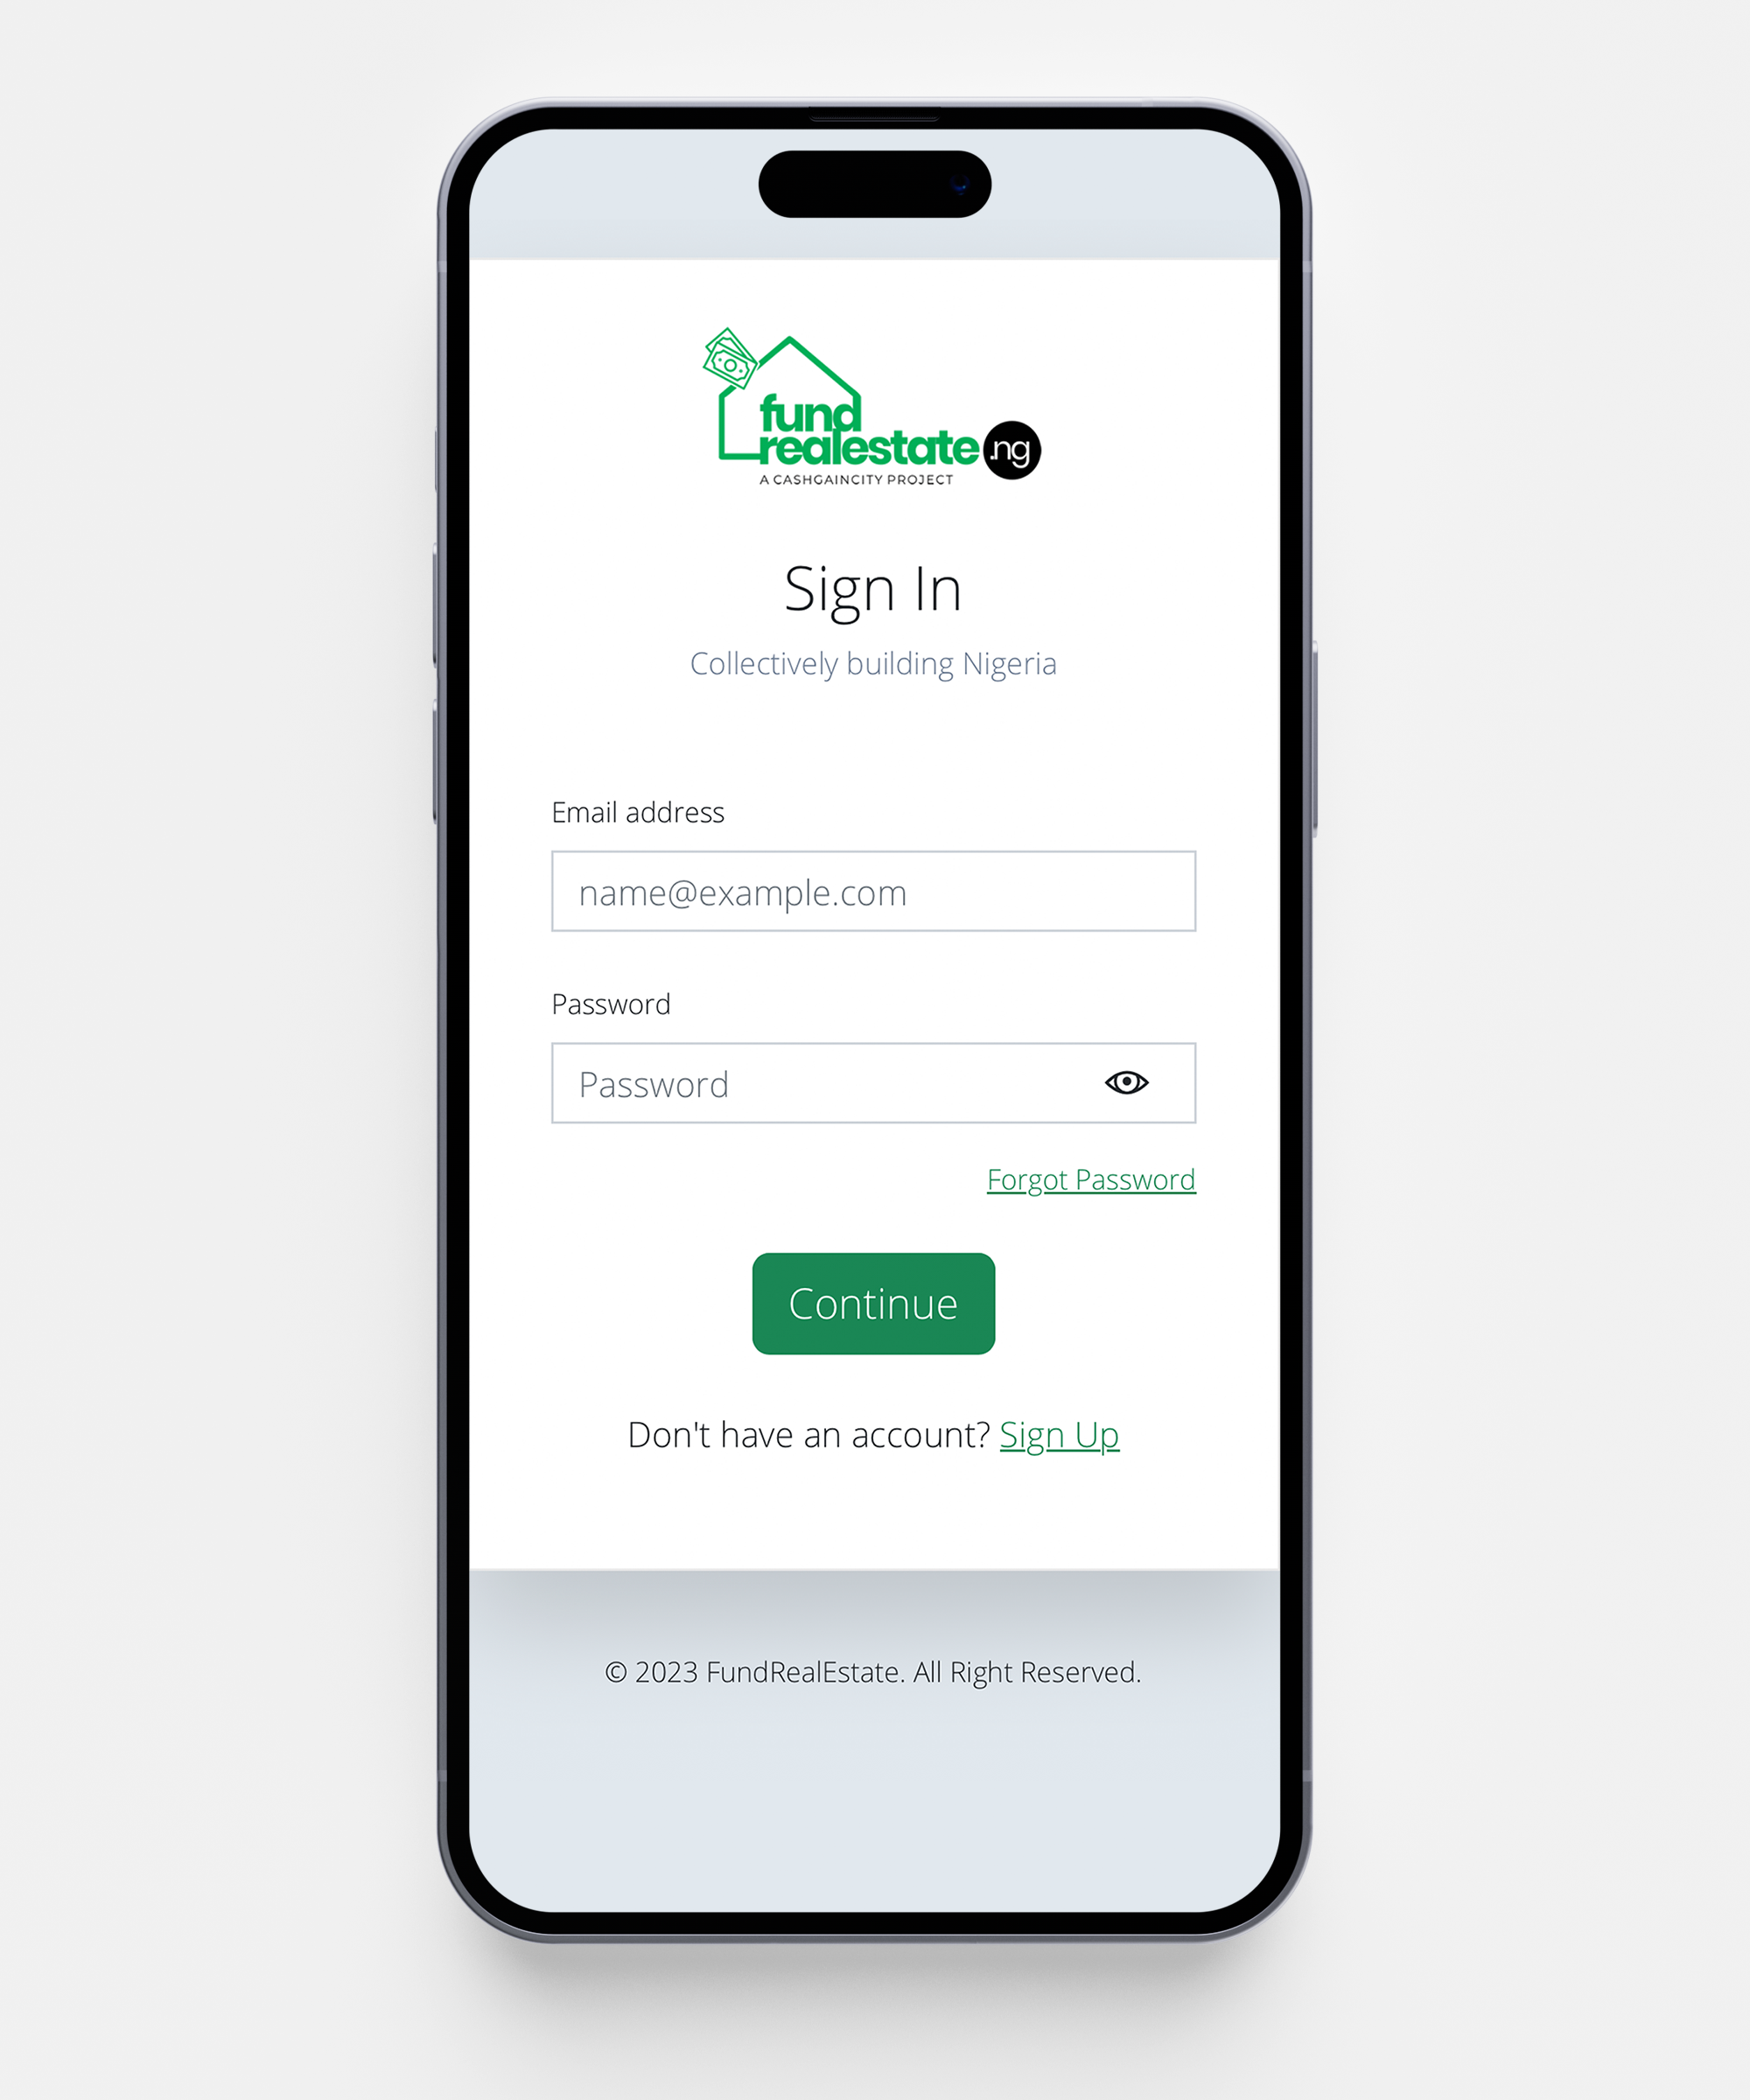 fund
realestate .ng
A CASHGAINCITY PROJECT
Sign In
Collectively building Nigeria
Email address
name@example.com
Password
Password
Forgot Password
Continue
Don't have an account? Sign Up
© 2023 FundRealEstate. All Right Reserved.